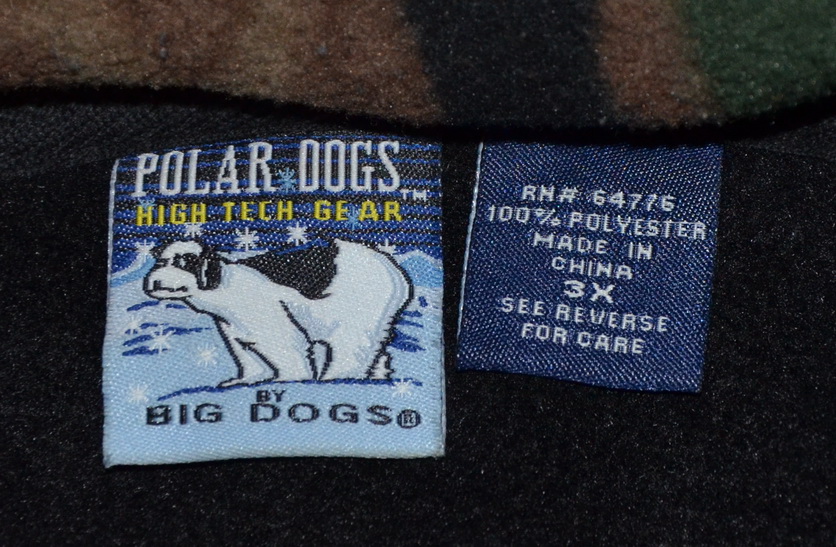 POLAR DOGS™
HIGH TECH GEAR
BY
BIG DOGS®
RN# 64776
100% POLYESTER
MADE IN
CHINA
3X
SEE REVERSE
FOR CARE